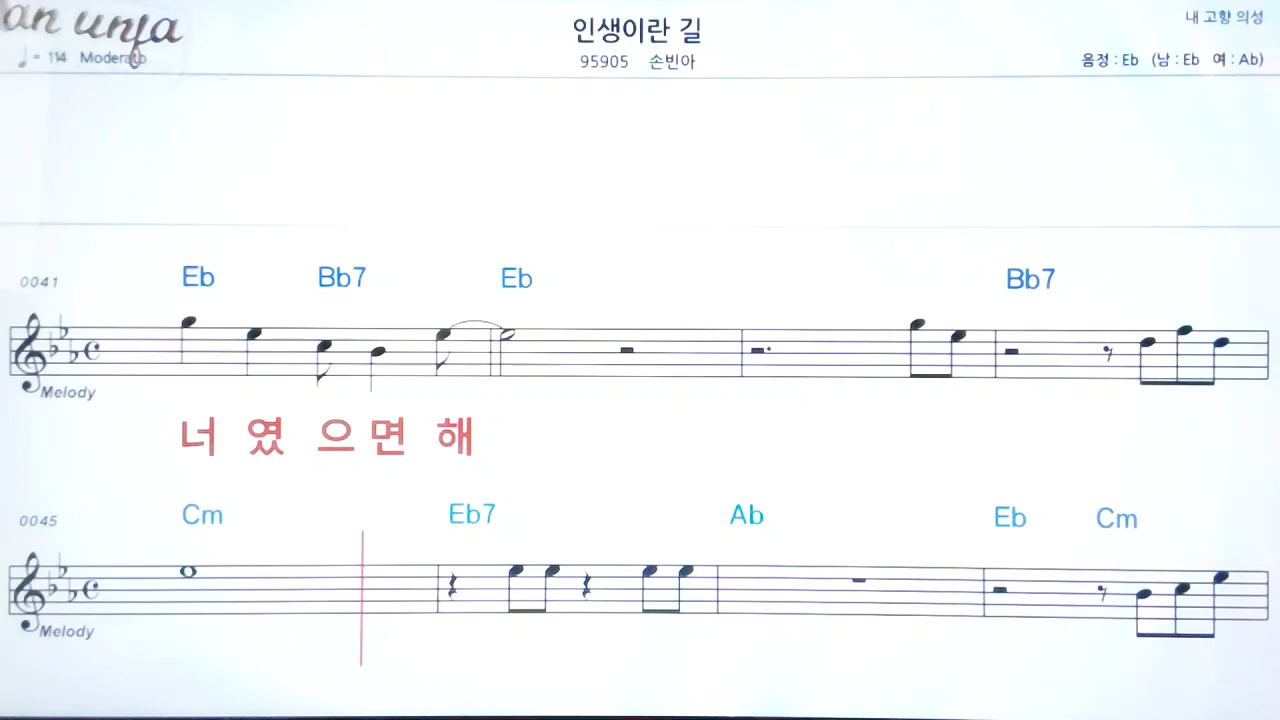 인생이란 길
내 고향 의성
♩= 114 Moderato
95905 손빈아
음정 : Eb (남 : Eb 여 : Ab)
0041 Eb Bb7 Eb Bb7
Melody
너 였 으 면 해
0045 Cm Eb7 Ab Eb Cm
Melody